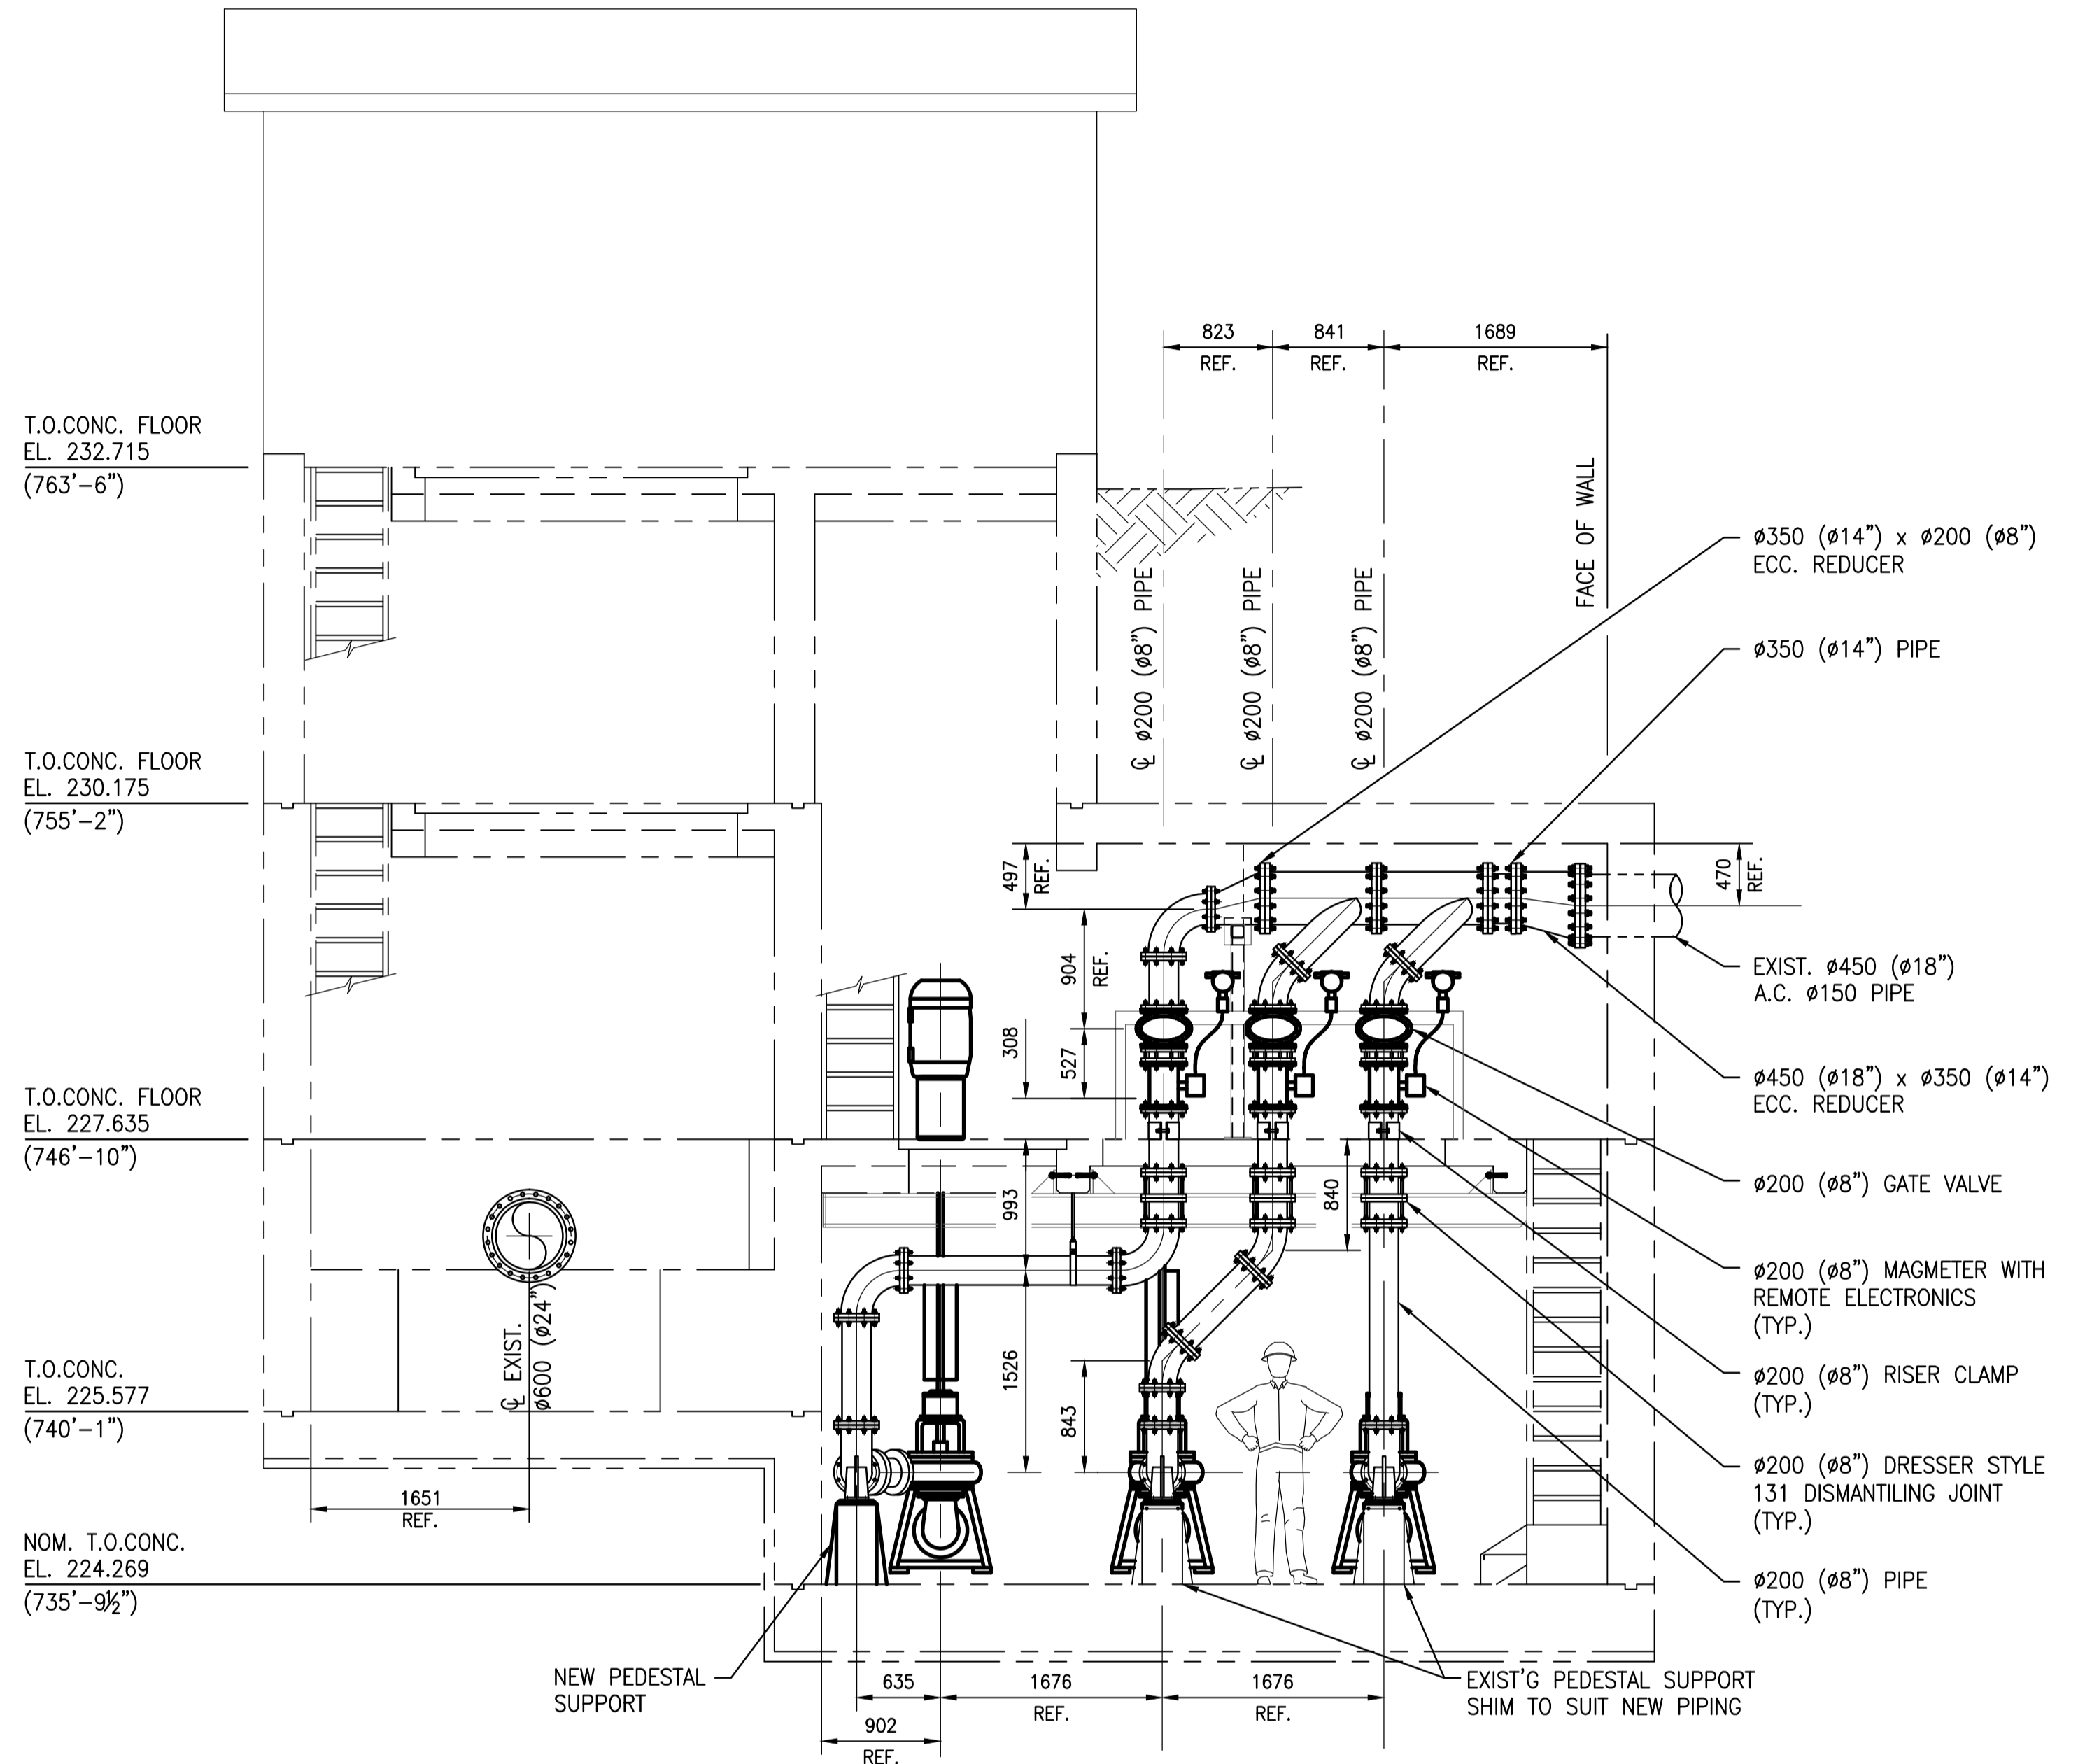 823
REF.
841
REF.
1689
REF.
T.O.CONC. FLOOR
EL. 232.715
(763'-6")
T.O.CONC. FLOOR
EL. 230.175
(755'-2")
T.O.CONC. FLOOR
EL. 227.635
(746'-10")
T.O.CONC.
EL. 225.577
(740'-1")
NOM. T.O.CONC.
EL. 224.269
(735'-9½")
℄ ø200 (ø8") PIPE
℄ ø200 (ø8") PIPE
℄ ø200 (ø8") PIPE
FACE OF WALL
497
REF.
904
REF.
308
527
470
REF.
993
840
1526
843
℄ EXIST.
ø600 (ø24")
1651
REF.
635
1676
REF.
1676
REF.
902
REF.
NEW PEDESTAL
SUPPORT
EXIST'G PEDESTAL SUPPORT
SHIM TO SUIT NEW PIPING
ø350 (ø14") x ø200 (ø8")
ECC. REDUCER
ø350 (ø14") PIPE
EXIST. ø450 (ø18")
A.C. ø150 PIPE
ø450 (ø18") x ø350 (ø14")
ECC. REDUCER
ø200 (ø8") GATE VALVE
ø200 (ø8") MAGMETER WITH
REMOTE ELECTRONICS
(TYP.)
ø200 (ø8") RISER CLAMP
(TYP.)
ø200 (ø8") DRESSER STYLE
131 DISMANTILING JOINT
(TYP.)
ø200 (ø8") PIPE
(TYP.)